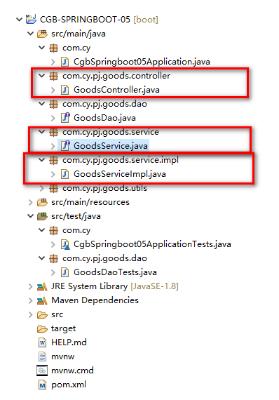 CGB-SPRINGBOOT-05 [boot]
src/main/java
com.cy
CgbSpringboot05Application.java
com.cy.pj.goods.controller
GoodsController.java
com.cy.pj.goods.dao
GoodsDao.java
com.cy.pj.goods.service
GoodsService.java
com.cy.pj.goods.service.impl
GoodsServiceImpl.java
com.cy.pj.goods.utils
src/main/resources
src/test/java
com.cy
CgbSpringboot05ApplicationTests.java
com.cy.pj.goods.dao
GoodsDaoTests.java
JRE System Library [JavaSE-1.8]
Maven Dependencies
src
target
HELP.md
mvnw
mvnw.cmd
pom.xml